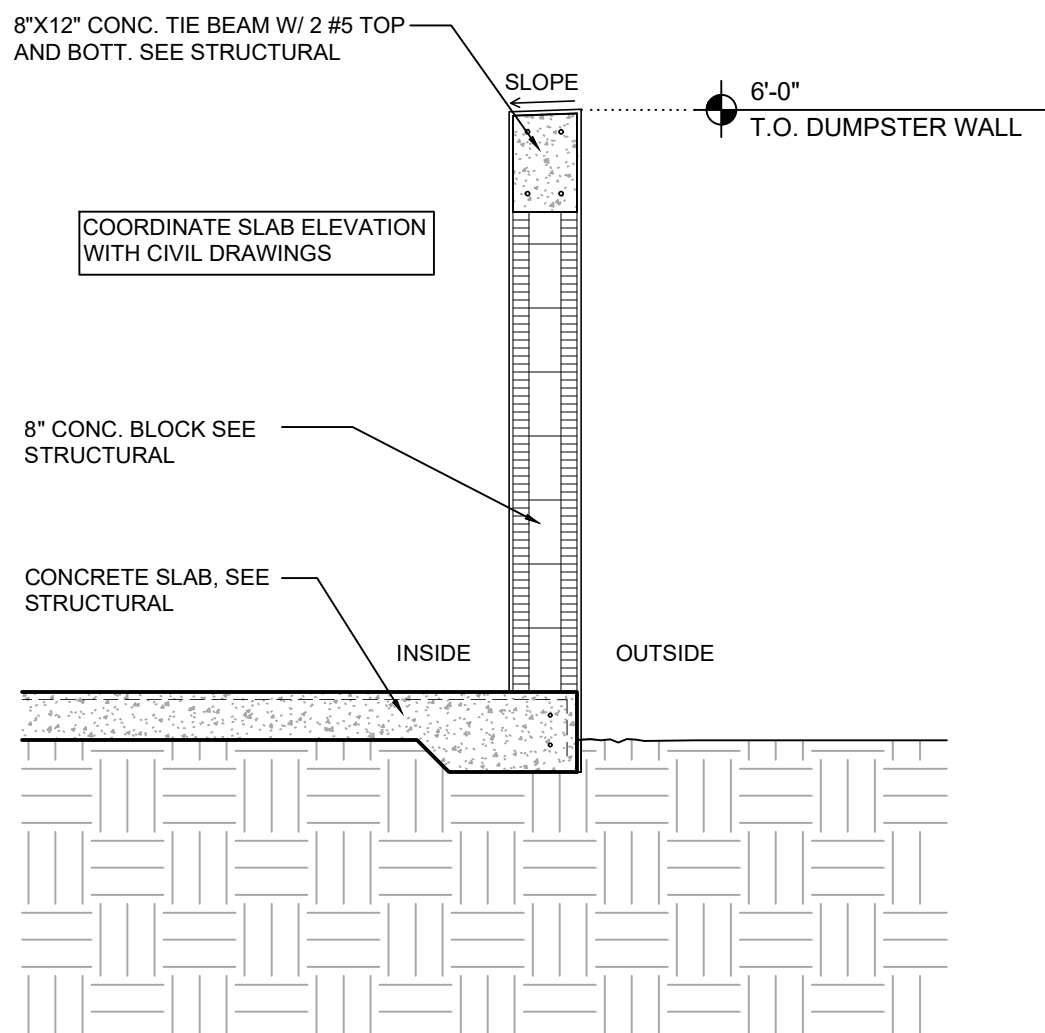 8"X12" CONC. TIE BEAM W/ 2 #5 TOP
AND BOTT. SEE STRUCTURAL
SLOPE
6'-0"
T.O. DUMPSTER WALL
COORDINATE SLAB ELEVATION
WITH CIVIL DRAWINGS
8" CONC. BLOCK SEE
STRUCTURAL
CONCRETE SLAB, SEE
STRUCTURAL
INSIDE
OUTSIDE